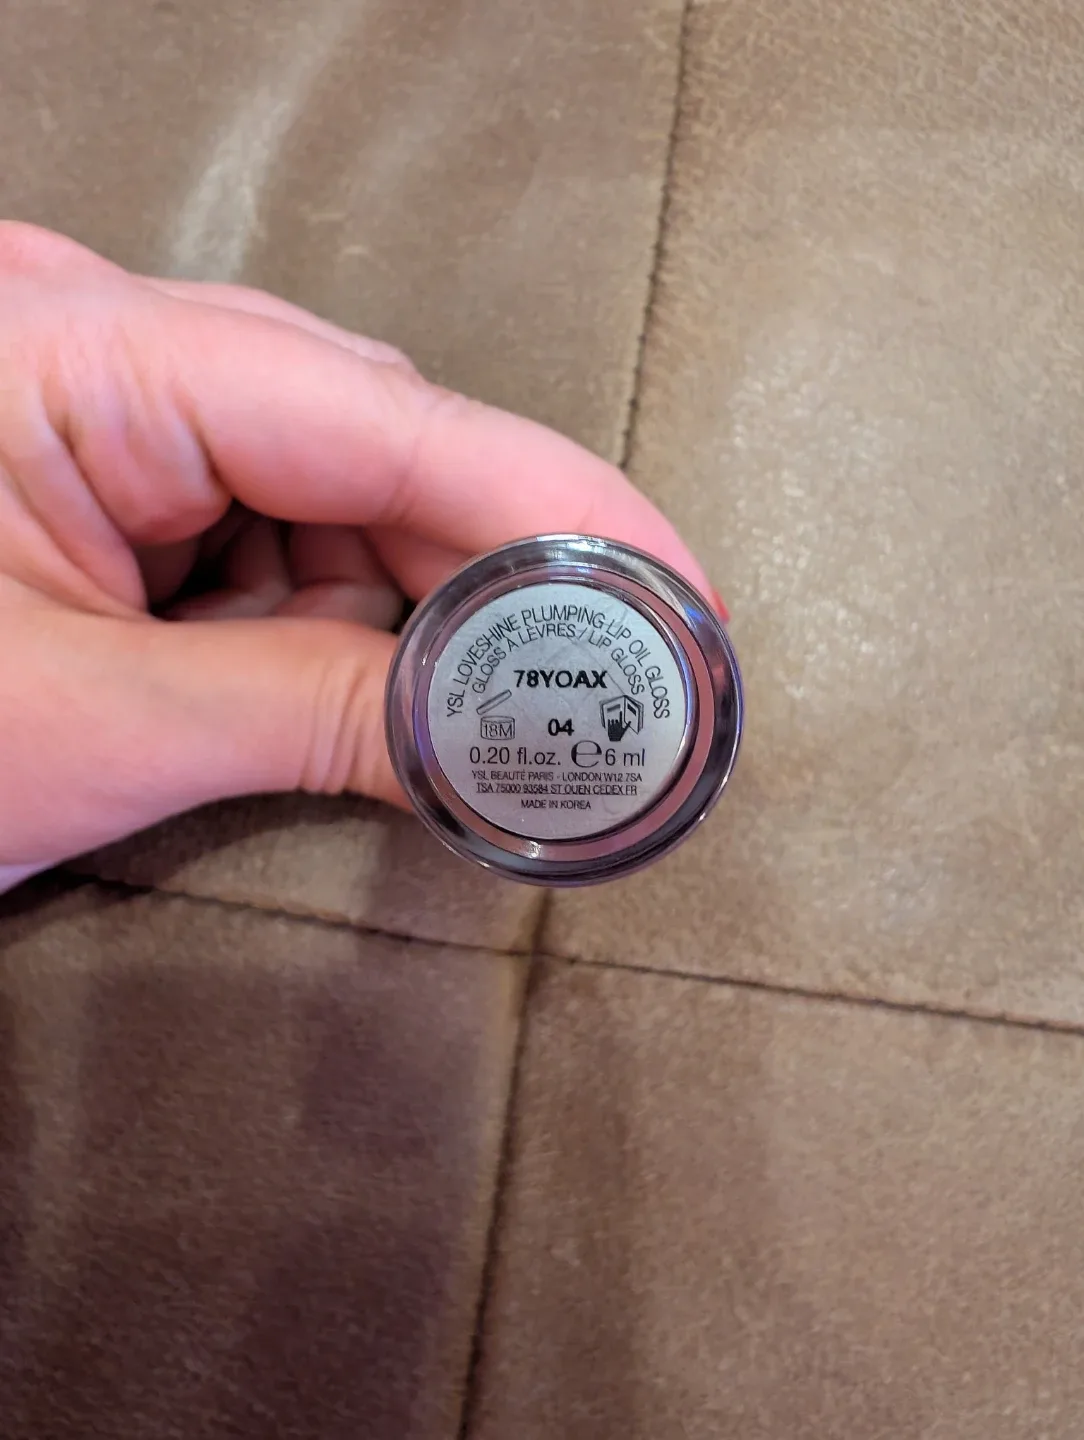 YSL LOVESHINE PLUMPING LIP OIL GLOSS
GLOSS A LEVRES / LIP GLOSS
78YOAX
18M
04
0.20 fl.oz. ℮6 ml
YSL BEAUTÉ PARIS - LONDON W12 7SA
TSA 75000 93584 ST OUEN CEDEX FR
MADE IN KOREA